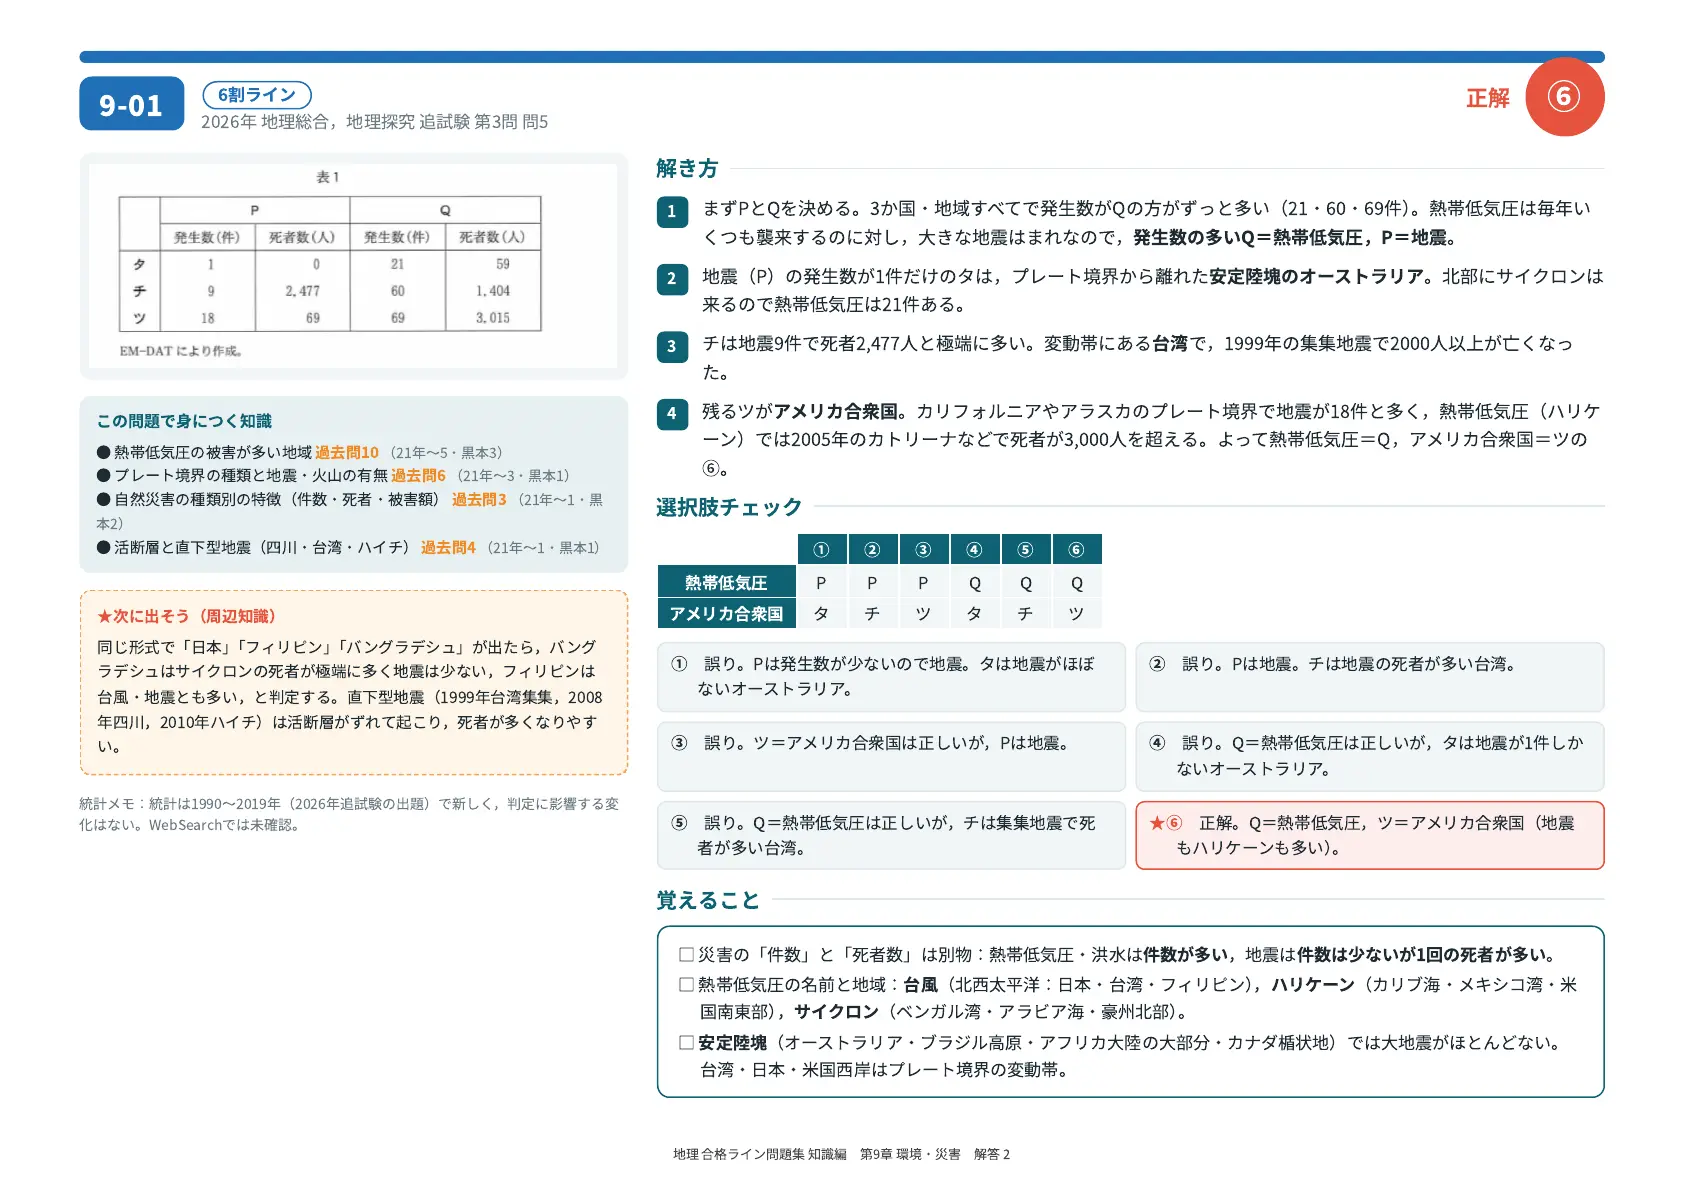 9-01
6割ライン
2026年 地理総合，地理探究 追試験 第3問 問5
正解 ⑥
表1
P Q
発生数(件) 死者数(人) 発生数(件) 死者数(人)
タ 1 0 21 59
チ 9 2,477 60 1,404
ツ 18 69 69 3,015
EM-DATにより作成。
この問題で身につく知識
● 熱帯低気圧の被害が多い地域 過去問10 （21年〜5・黒本3）
● プレート境界の種類と地震・火山の有無 過去問6 （21年〜3・黒本1）
● 自然災害の種類別の特徴（件数・死者・被害額） 過去問3 （21年〜1・黒
本2）
● 活断層と直下型地震（四川・台湾・ハイチ） 過去問4 （21年〜1・黒本1）
★次に出そう（周辺知識）
同じ形式で「日本」「フィリピン」「バングラデシュ」が出たら，バング
ラデシュはサイクロンの死者が極端に多く地震は少ない，フィリピンは
台風・地震とも多い，と判定する。直下型地震（1999年台湾集集，2008
年四川，2010年ハイチ）は活断層がずれて起こり，死者が多くなりやす
い。
統計メモ：統計は1990〜2019年（2026年追試験の出題）で新しく，判定に影響する変
化はない。WebSearchでは未確認。
解き方
1 まずPとQを決める。3か国・地域すべてで発生数がQの方がずっと多い（21・60・69件）。熱帯低気圧は毎年い
くつも襲来するのに対し，大きな地震はまれなので，発生数の多いQ＝熱帯低気圧，P＝地震。
2 地震（P）の発生数が1件だけのタは，プレート境界から離れた安定陸塊のオーストラリア。北部にサイクロンは
来るので熱帯低気圧は21件ある。
3 チは地震9件で死者2,477人と極端に多い。変動帯にある台湾で，1999年の集集地震で2000人以上が亡くなっ
た。
4 残るツがアメリカ合衆国。カリフォルニアやアラスカのプレート境界で地震が18件と多く，熱帯低気圧（ハリケ
ーン）では2005年のカトリーナなどで死者が3,000人を超える。よって熱帯低気圧＝Q，アメリカ合衆国＝ツの
⑥。
選択肢チェック
① ② ③ ④ ⑤ ⑥
熱帯低気圧 P P P Q Q Q
アメリカ合衆国 タ チ ツ タ チ ツ
① 誤り。Pは発生数が少ないので地震。タは地震がほぼ
ないオーストラリア。
② 誤り。Pは地震。チは地震の死者が多い台湾。
③ 誤り。ツ＝アメリカ合衆国は正しいが，Pは地震。
④ 誤り。Q＝熱帯低気圧は正しいが，タは地震が1件しか
ないオーストラリア。
⑤ 誤り。Q＝熱帯低気圧は正しいが，チは集集地震で死
者が多い台湾。
★⑥ 正解。Q＝熱帯低気圧，ツ＝アメリカ合衆国（地震
もハリケーンも多い）。
覚えること
□ 災害の「件数」と「死者数」は別物：熱帯低気圧・洪水は件数が多い，地震は件数は少ないが1回の死者が多い。
□ 熱帯低気圧の名前と地域：台風（北西太平洋：日本・台湾・フィリピン），ハリケーン（カリブ海・メキシコ湾・米
国南東部），サイクロン（ベンガル湾・アラビア海・豪州北部）。
□ 安定陸塊（オーストラリア・ブラジル高原・アフリカ大陸の大部分・カナダ楯状地）では大地震がほとんどない。
台湾・日本・米国西岸はプレート境界の変動帯。
地理 合格ライン問題集 知識編 第9章 環境・災害 解答 2